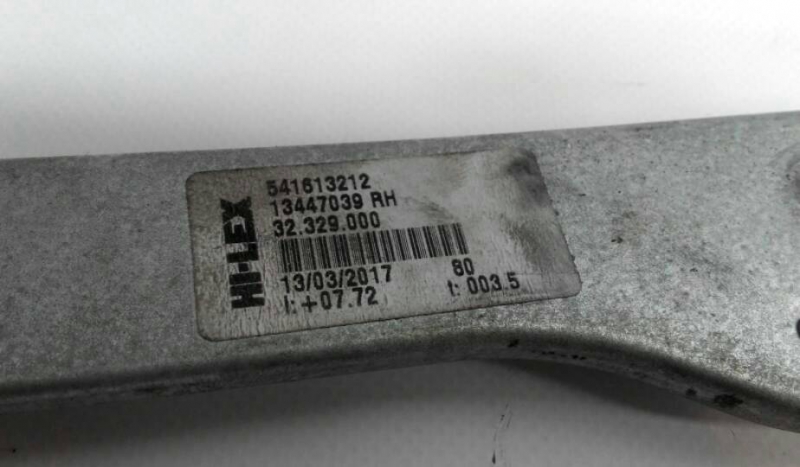 HI-LEX
541613212
13447039 RH
32.329.000
13/03/2017 80
I: +07.72 t: 003.5